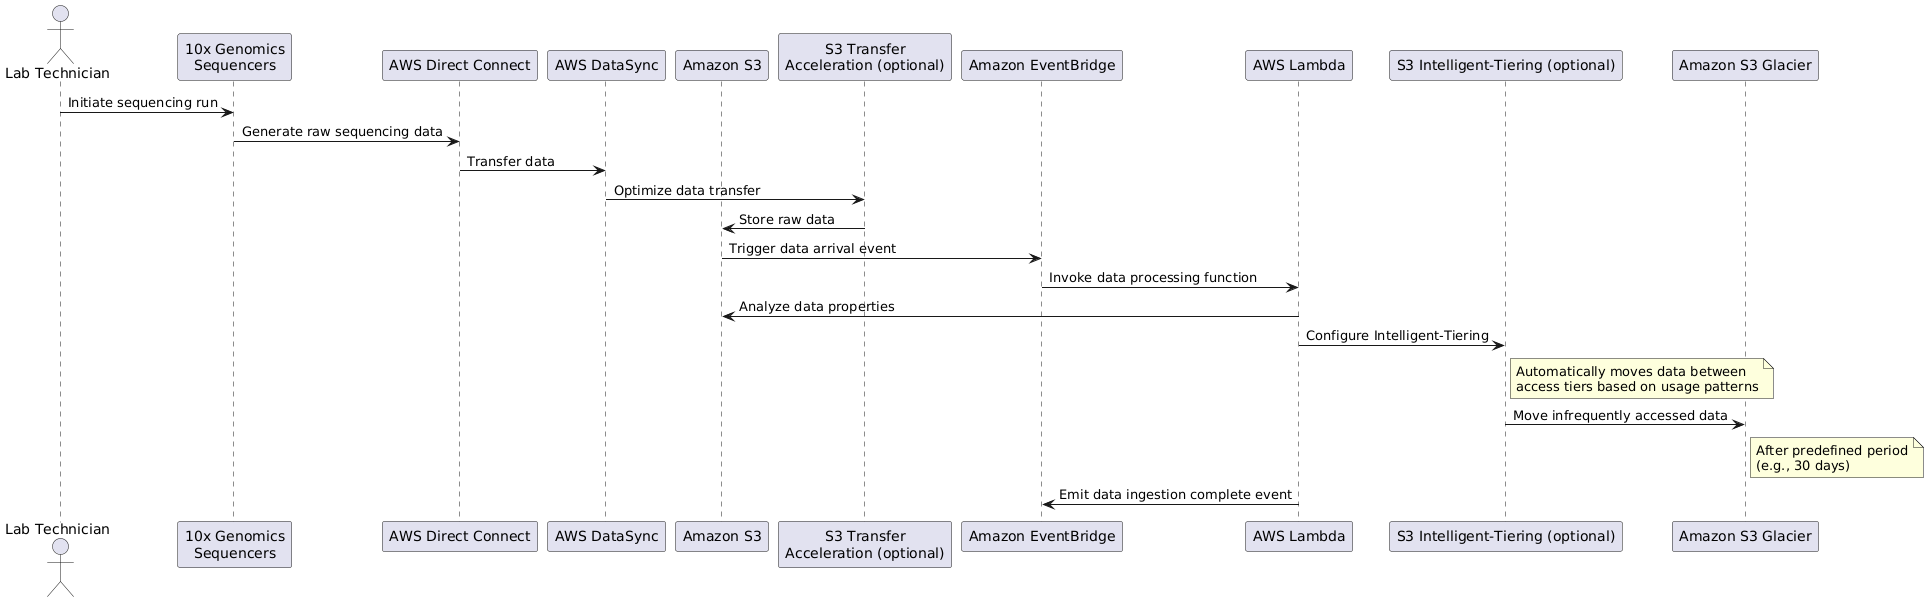 Lab Technician
10x Genomics
Sequencers
AWS Direct Connect
AWS DataSync
Amazon S3
S3 Transfer
Acceleration (optional)
Amazon EventBridge
AWS Lambda
S3 Intelligent-Tiering (optional)
Amazon S3 Glacier
Initiate sequencing run
Generate raw sequencing data
Transfer data
Optimize data transfer
Store raw data
Trigger data arrival event
Invoke data processing function
Analyze data properties
Configure Intelligent-Tiering
Automatically moves data between
access tiers based on usage patterns
Move infrequently accessed data
After predefined period
(e.g., 30 days)
Emit data ingestion complete event
Lab Technician
10x Genomics
Sequencers
AWS Direct Connect
AWS DataSync
Amazon S3
S3 Transfer
Acceleration (optional)
Amazon EventBridge
AWS Lambda
S3 Intelligent-Tiering (optional)
Amazon S3 Glacier